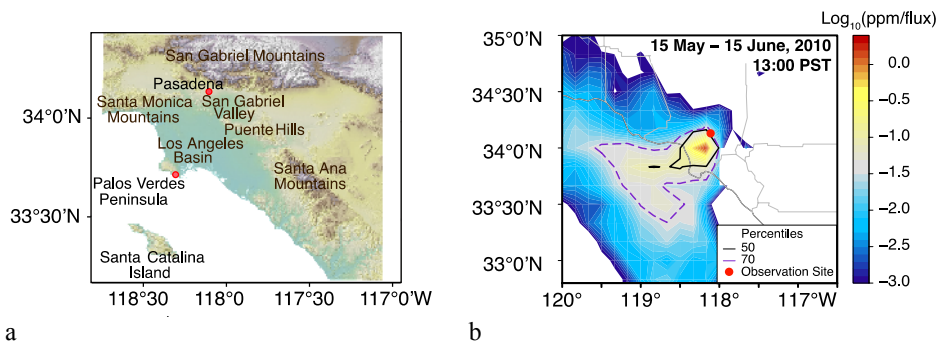 San Gabriel Mountains
Pasadena
Santa Monica
Mountains
San Gabriel
Valley
Puente Hills
Los Angeles
Basin
Santa Ana
Mountains
Palos Verdes
Peninsula
Santa Catalina
Island
34°0’N
33°30’N
118°30’
118°0’
117°30’
117°0’W
a
Log10(ppm/flux)
15 May – 15 June, 2010
13:00 PST
35°0’N
34°30’N
34°0’N
33°30’N
33°0’N
120°
119°
118°
117°W
Percentiles
50
70
Observation Site
0.0
−0.5
−1.0
−1.5
−2.0
−2.5
−3.0
b